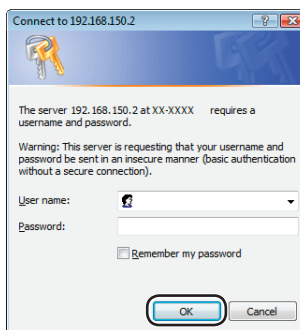 Connect to 192.168.150.2
The server 192.168.150.2 at XX-XXXX requires a
username and password.
Warning: This server is requesting that your username and
password be sent in an insecure manner (basic authentication
without a secure connection).
User name:
Password:
Remember my password
OK Cancel